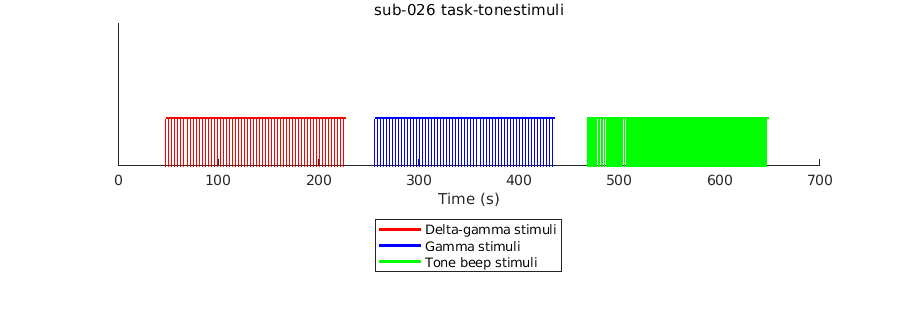 sub-026 task-tonestimuli
0 100 200 300 400 500 600 700
Time (s)
Delta-gamma stimuli
Gamma stimuli
Tone beep stimuli